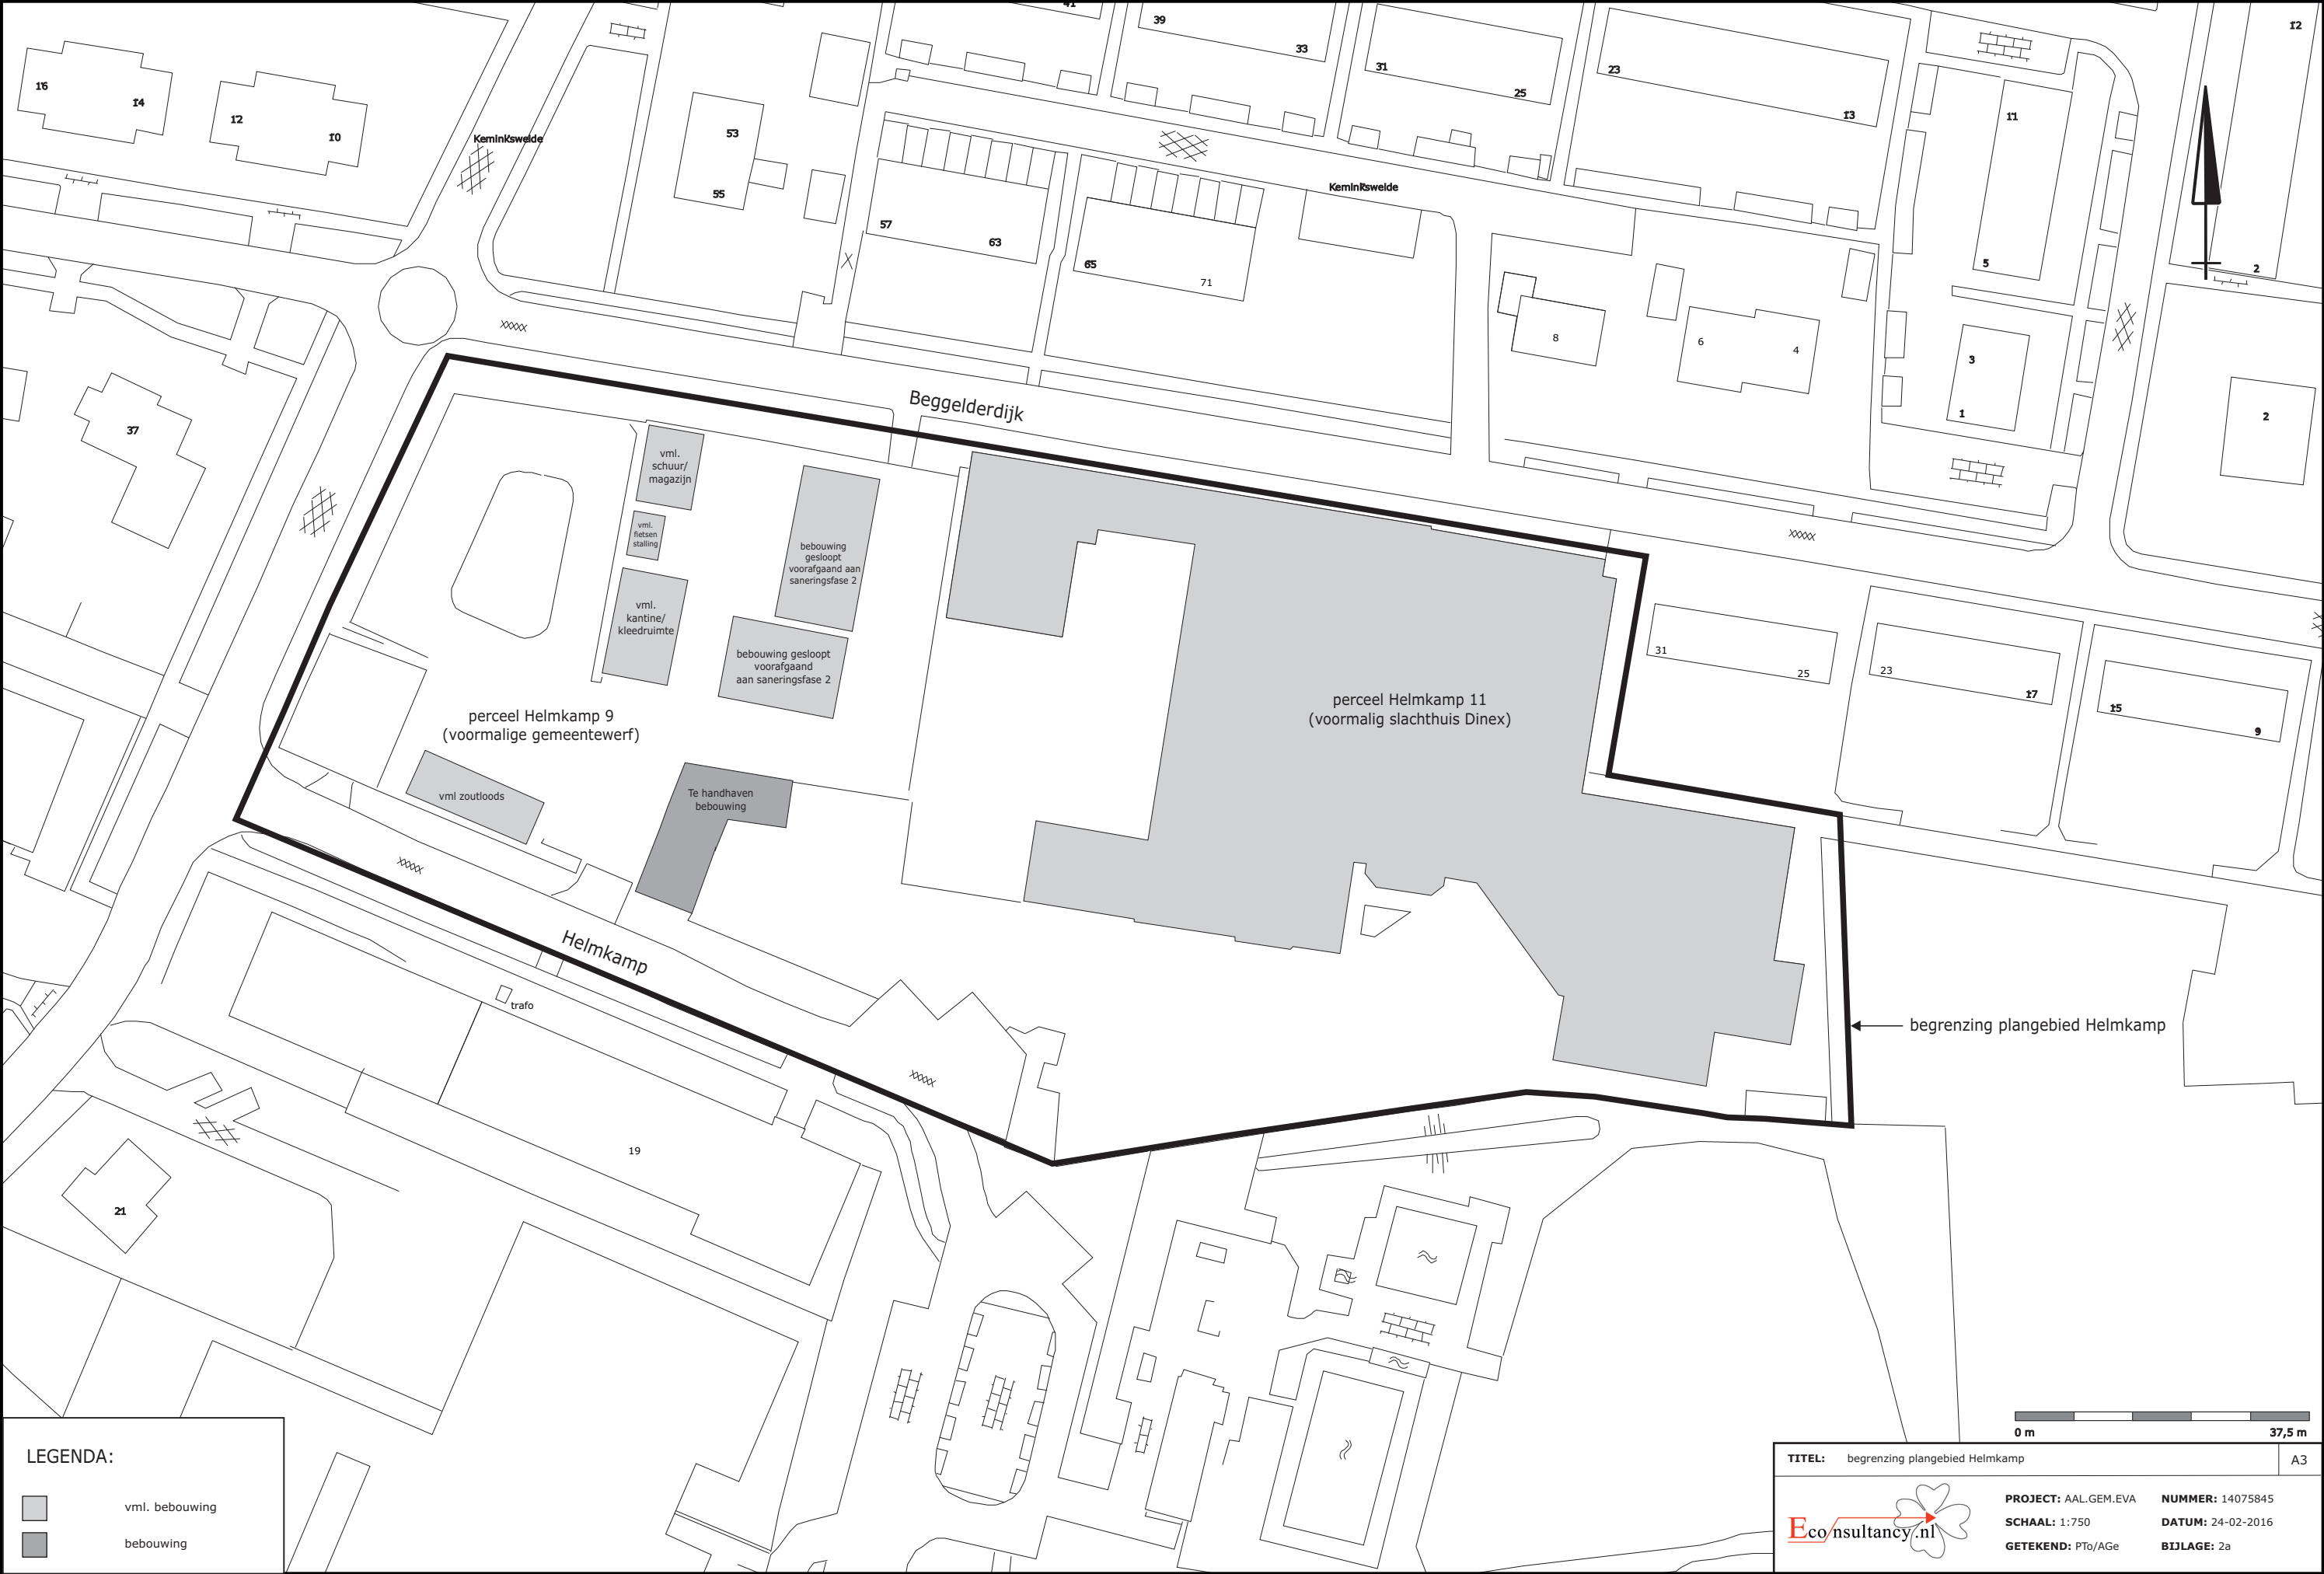 41
39
33
31
25
23
13
12
16
14
12
10
Keminksweide
53
55
57
63
65
71
Keminksweide
11
5
2
8
6
4
3
1
2
37
Beggelderdijk
vml.
schuur/
magazijn
vml.
fietsen
stalling
vml.
kantine/
kleedruimte
bebouwing
gesloopt
voorafgaand aan
saneringsfase 2
bebouwing gesloopt
voorafgaand
aan saneringsfase 2
perceel Helmkamp 9
(voormalige gemeentewerf)
vml zoutloods
Te handhaven
bebouwing
perceel Helmkamp 11
(voormalig slachthuis Dinex)
31
25
23
17
15
9
Helmkamp
trafo
begrenzing plangebied Helmkamp
19
21
LEGENDA:
vml. bebouwing
bebouwing
0 m
37,5 m
TITEL: begrenzing plangebied Helmkamp
A3
Econsultancy.nl
PROJECT: AAL.GEM.EVA
NUMMER: 14075845
SCHAAL: 1:750
DATUM: 24-02-2016
GETEKEND: PTo/AGe
BIJLAGE: 2a